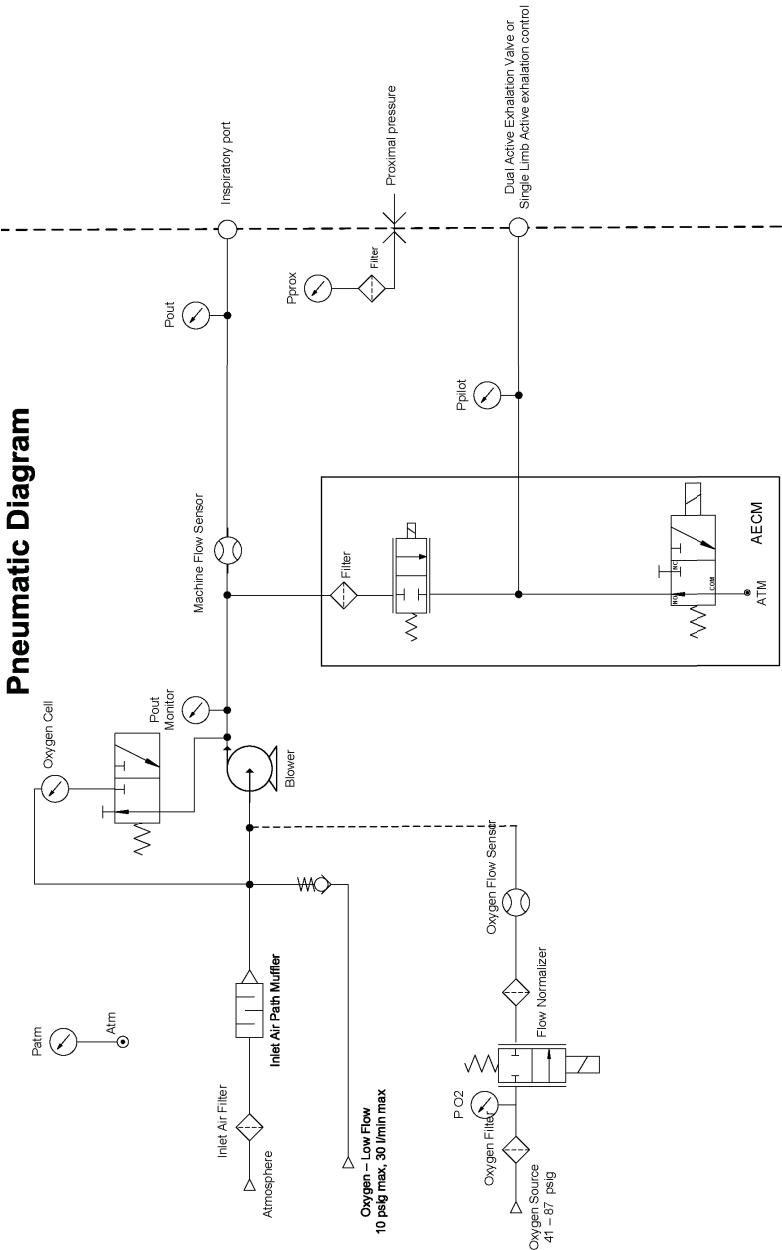 Pneumatic Diagram
Patm
Atm
Oxygen Cell
Pout
Monitor
Pout
Inspiratory port
Machine Flow Sensor
Inlet Air Filter
Atmosphere
Inlet Air Path Muffler
Blower
Pprox
Filter
Proximal pressure
Oxygen – Low Flow
10 psig max, 30 l/min max
Filter
Ppilot
Dual Active Exhalation Valve or
Single Limb Active exhalation control
P O2
Oxygen Filter
Oxygen Source
41 – 87 psig
Flow Normalizer
Oxygen Flow Sensor
NO
NC
COM
ATM
AECM